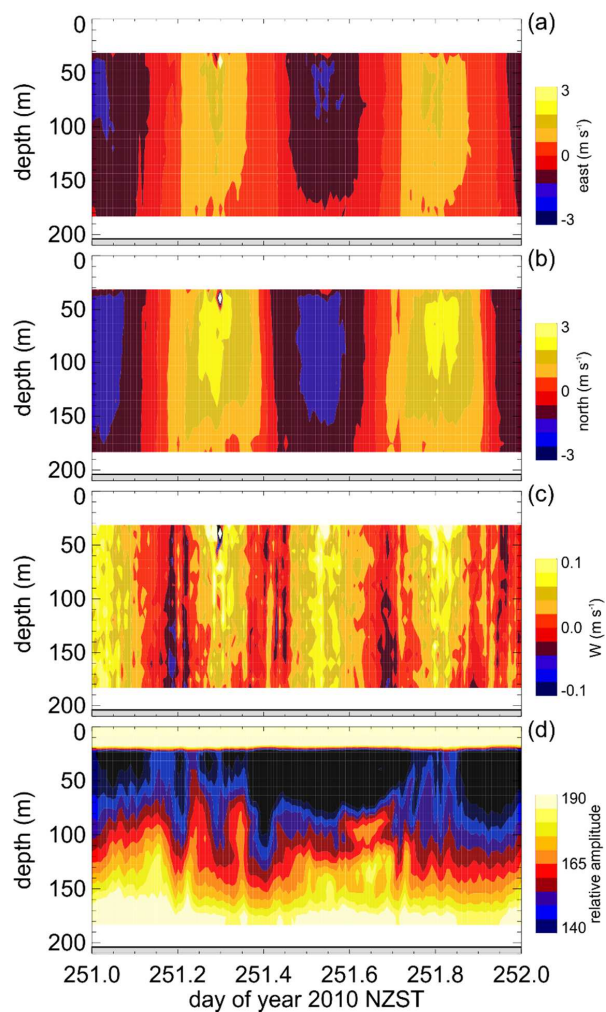 (a)
0
50
100
150
200
depth (m)
3
0
-3
east (m s⁻¹)
(b)
0
50
100
150
200
depth (m)
3
0
-3
north (m s⁻¹)
(c)
0
50
100
150
200
depth (m)
0.1
0.0
-0.1
W (m s⁻¹)
(d)
0
50
100
150
200
depth (m)
190
165
140
relative amplitude
251.0 251.2 251.4 251.6 251.8 252.0
day of year 2010 NZST